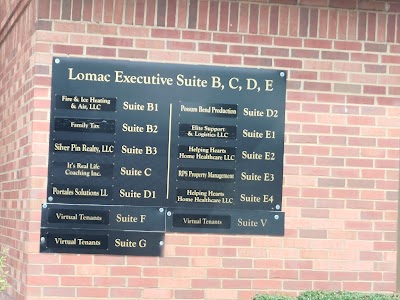 Lomac Executive Suite B, C, D, E
Fire & Ice Heating
& Air, LLC
Suite B1
Family Tax
Suite B2
Silver Pin Realty, LLC
Suite B3
It's Real Life
Coaching Inc.
Suite C
Portales Solutions LL
Suite D1
Possum Bend Production
Suite D2
Elite Support
& Logistics LLC
Suite E1
Helping Hearts
Home Healthcare LLC
Suite E2
RPS Property Management
Suite E3
Helping Hearts
Home Healthcare LLC
Suite E4
Virtual Tenants Suite F
Virtual Tenants Suite V
Virtual Tenants Suite G